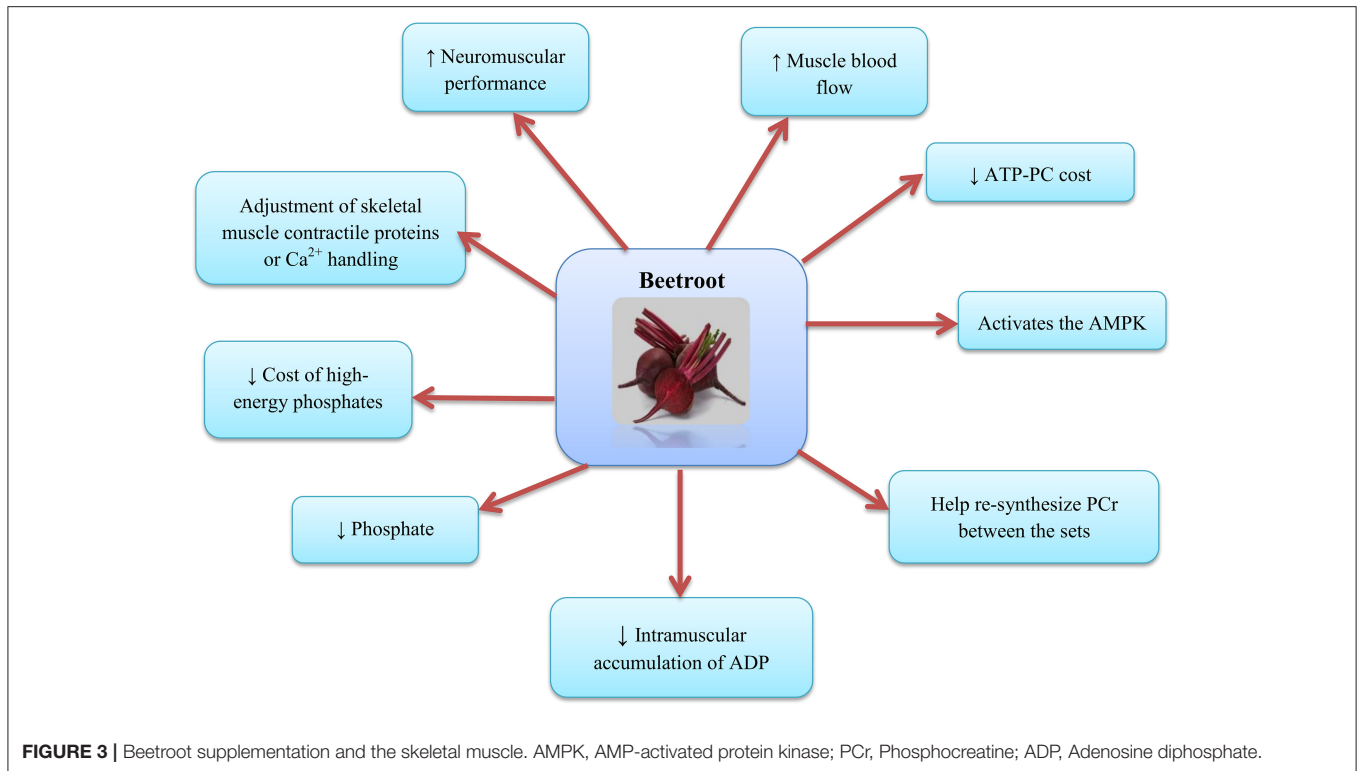 ↑ Neuromuscular
performance
↑ Muscle blood
flow
↓ ATP-PC cost
Adjustment of skeletal
muscle contractile proteins
or Ca²⁺ handling
Beetroot
Activates the AMPK
↓ Cost of high-
energy phosphates
Help re-synthesize PCr
between the sets
↓ Phosphate
↓ Intramuscular
accumulation of ADP
FIGURE 3 | Beetroot supplementation and the skeletal muscle. AMPK, AMP-activated protein kinase; PCr, Phosphocreatine; ADP, Adenosine diphosphate.